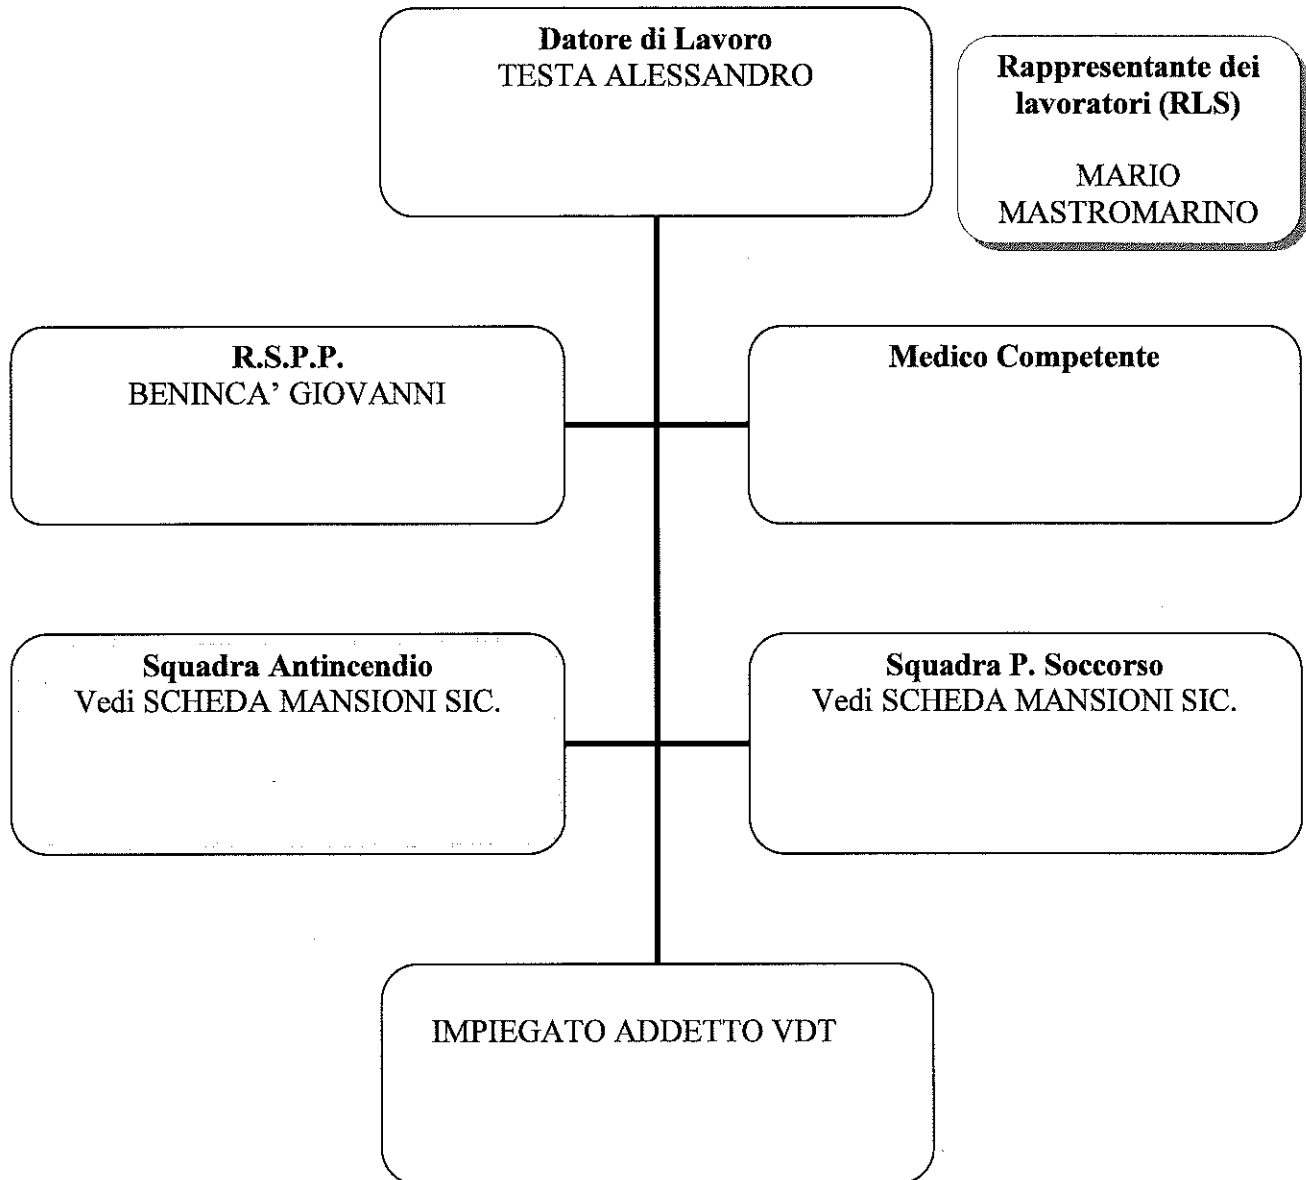 Datore di Lavoro
TESTA ALESSANDRO
Rappresentante dei
lavoratori (RLS)
MARIO
MASTROMARINO
R.S.P.P.
BENINCA’ GIOVANNI
Medico Competente
Squadra Antincendio
Vedi SCHEDA MANSIONI SIC.
Squadra P. Soccorso
Vedi SCHEDA MANSIONI SIC.
IMPIEGATO ADDETTO VDT